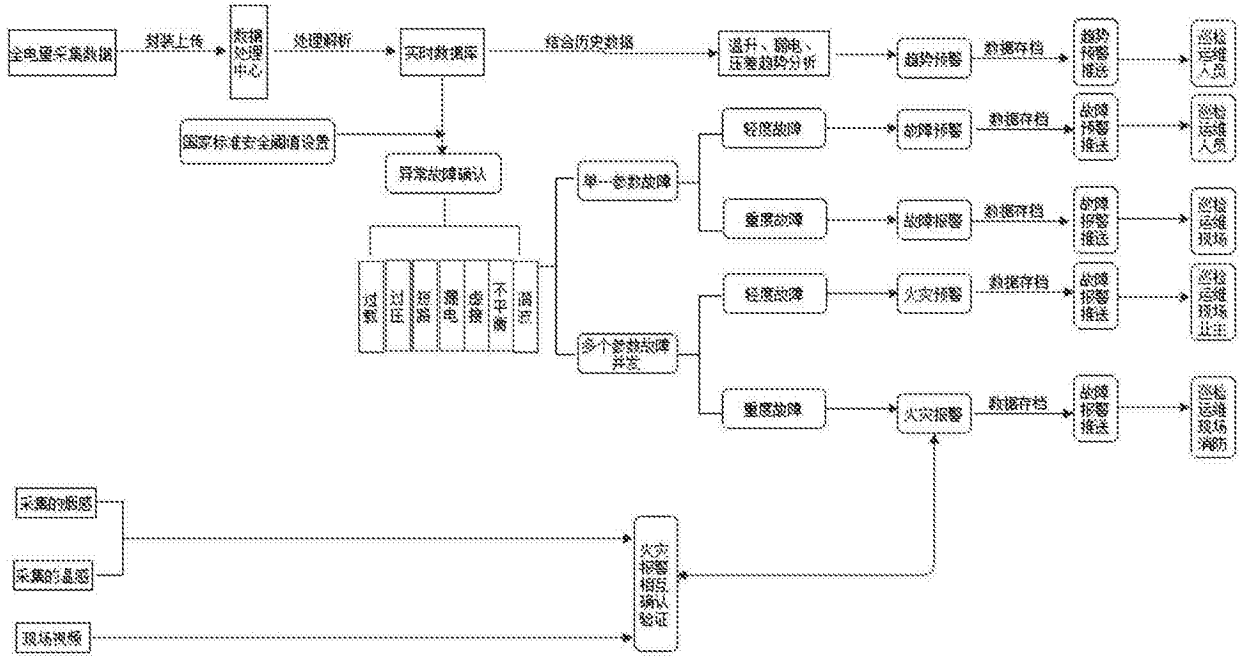 全电量采集数据
封装上传
数据处理中心
处理解析
实时数据库
结合历史数据
温升、漏电、
压差趋势分析
趋势预警
数据存档
趋势预警推送
巡检运维人员
国家标准安全阈值设置
异常故障确认
单一参数故障
轻度故障
故障预警
数据存档
故障预警推送
巡检运维人员
重度故障
故障报警
数据存档
故障报警推送
巡检运维现场
过载
过压
短路
漏电
虚接
不平衡
多个参数故障
并发
轻度故障
火灾预警
数据存档
故障报警推送
巡检运维现场业主
重度故障
火灾报警
数据存档
故障报警推送
巡检运维现场消防
采集的烟感
采集的温感
现场视频
火灾报警相互确认验证